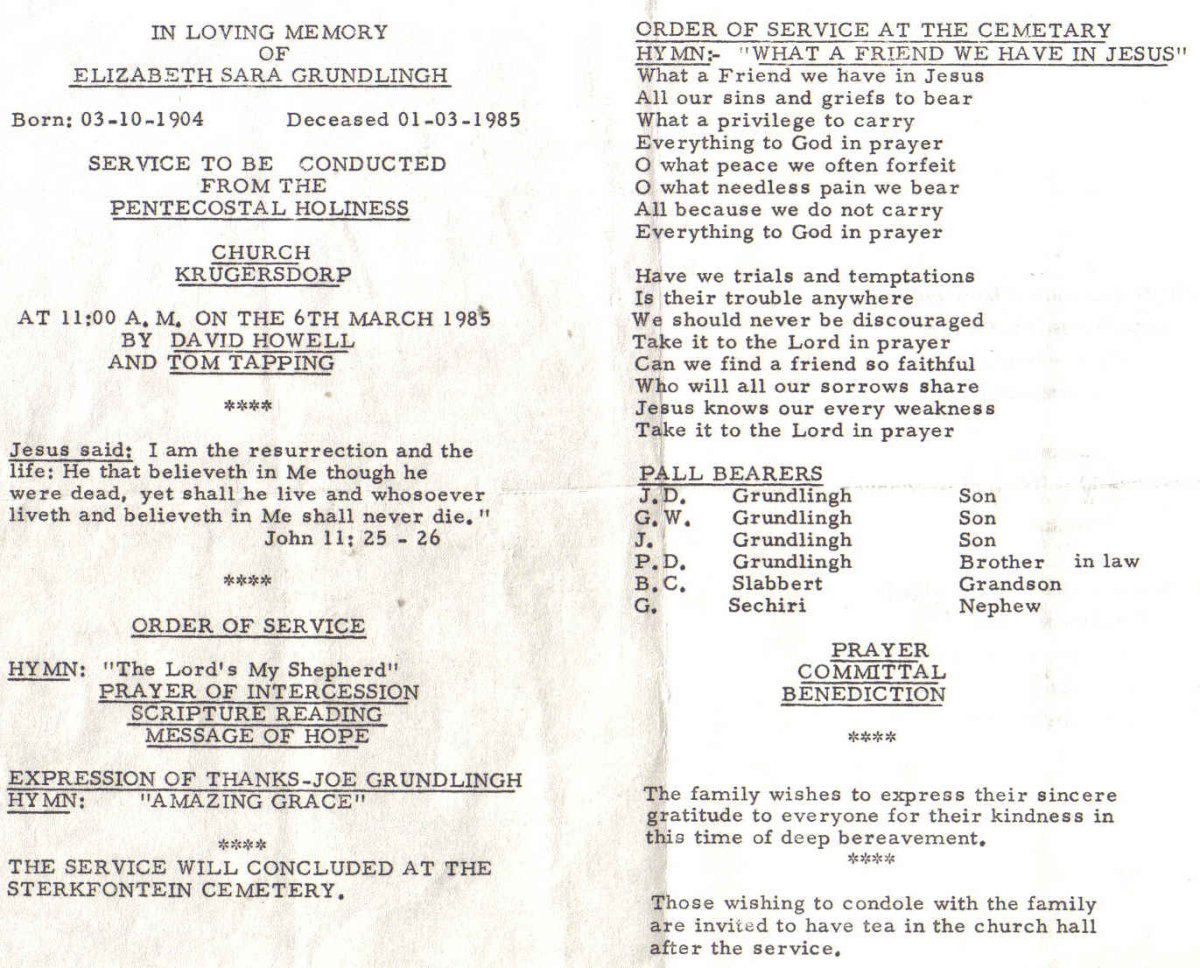 IN LOVING MEMORY
OF
ELIZABETH SARA GRUNDLINGH
Born: 03-10-1904 Deceased 01-03-1985
SERVICE TO BE CONDUCTED
FROM THE
PENTECOSTAL HOLINESS
CHURCH
KRUGERSDORP
AT 11:00 A.M. ON THE 6TH MARCH 1985
BY DAVID HOWELL
AND TOM TAPPING
****
Jesus said: I am the resurrection and the
life: He that believeth in Me though he
were dead, yet shall he live and whosoever
liveth and believeth in Me shall never die."
John 11: 25 - 26
****
ORDER OF SERVICE
HYMN: "The Lord's My Shepherd"
PRAYER OF INTERCESSION
SCRIPTURE READING
MESSAGE OF HOPE
EXPRESSION OF THANKS-JOE GRUNDLINGH
HYMN: "AMAZING GRACE"
****
THE SERVICE WILL CONCLUDED AT THE
STERKFONTEIN CEMETERY.
ORDER OF SERVICE AT THE CEMETARY
HYMN:- "WHAT A FRIEND WE HAVE IN JESUS"
What a Friend we have in Jesus
All our sins and griefs to bear
What a privilege to carry
Everything to God in prayer
O what peace we often forfeit
O what needless pain we bear
All because we do not carry
Everything to God in prayer
Have we trials and temptations
Is their trouble anywhere
We should never be discouraged
Take it to the Lord in prayer
Can we find a friend so faithful
Who will all our sorrows share
Jesus knows our every weakness
Take it to the Lord in prayer
PALL BEARERS
J.D. Grundlingh Son
G.W. Grundlingh Son
J. Grundlingh Son
P.D. Grundlingh Brother in law
B.C. Slabbert Grandson
G. Sechiri Nephew
PRAYER
COMMITTAL
BENEDICTION
****
The family wishes to express their sincere
gratitude to everyone for their kindness in
this time of deep bereavement.
****
Those wishing to condole with the family
are invited to have tea in the church hall
after the service.